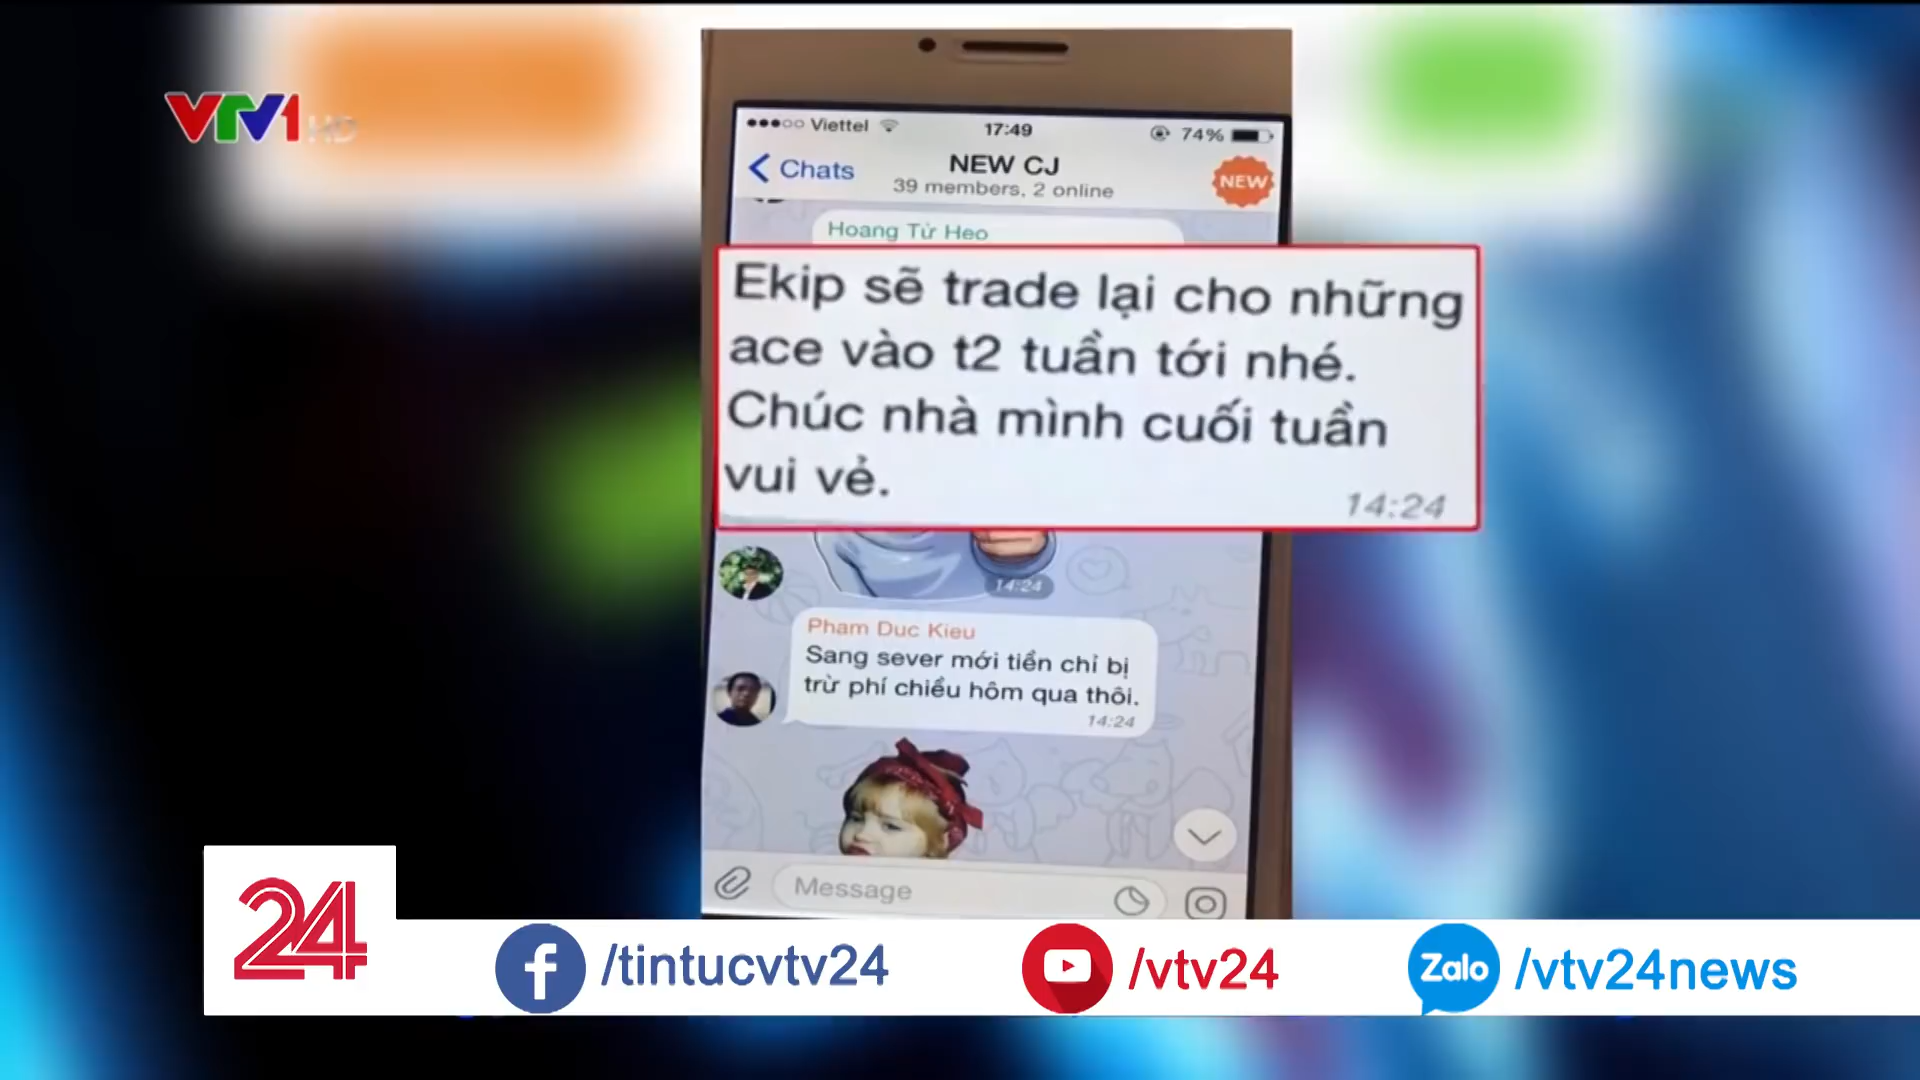 VTV1 HD
Viettel 17:49 74%
Chats NEW CJ NEW
39 members, 2 online
Hoang Tử Heo
Ekip sẽ trade lại cho những
ace vào t2 tuần tới nhé.
Chúc nhà mình cuối tuần
vui vẻ.
14:24
14:24
Pham Duc Kieu
Sang sever mới tiền chỉ bị
trừ phí chiều hôm qua thôi.
14:24
Message
24 /tintucvtv24 /vtv24 Zalo /vtv24news